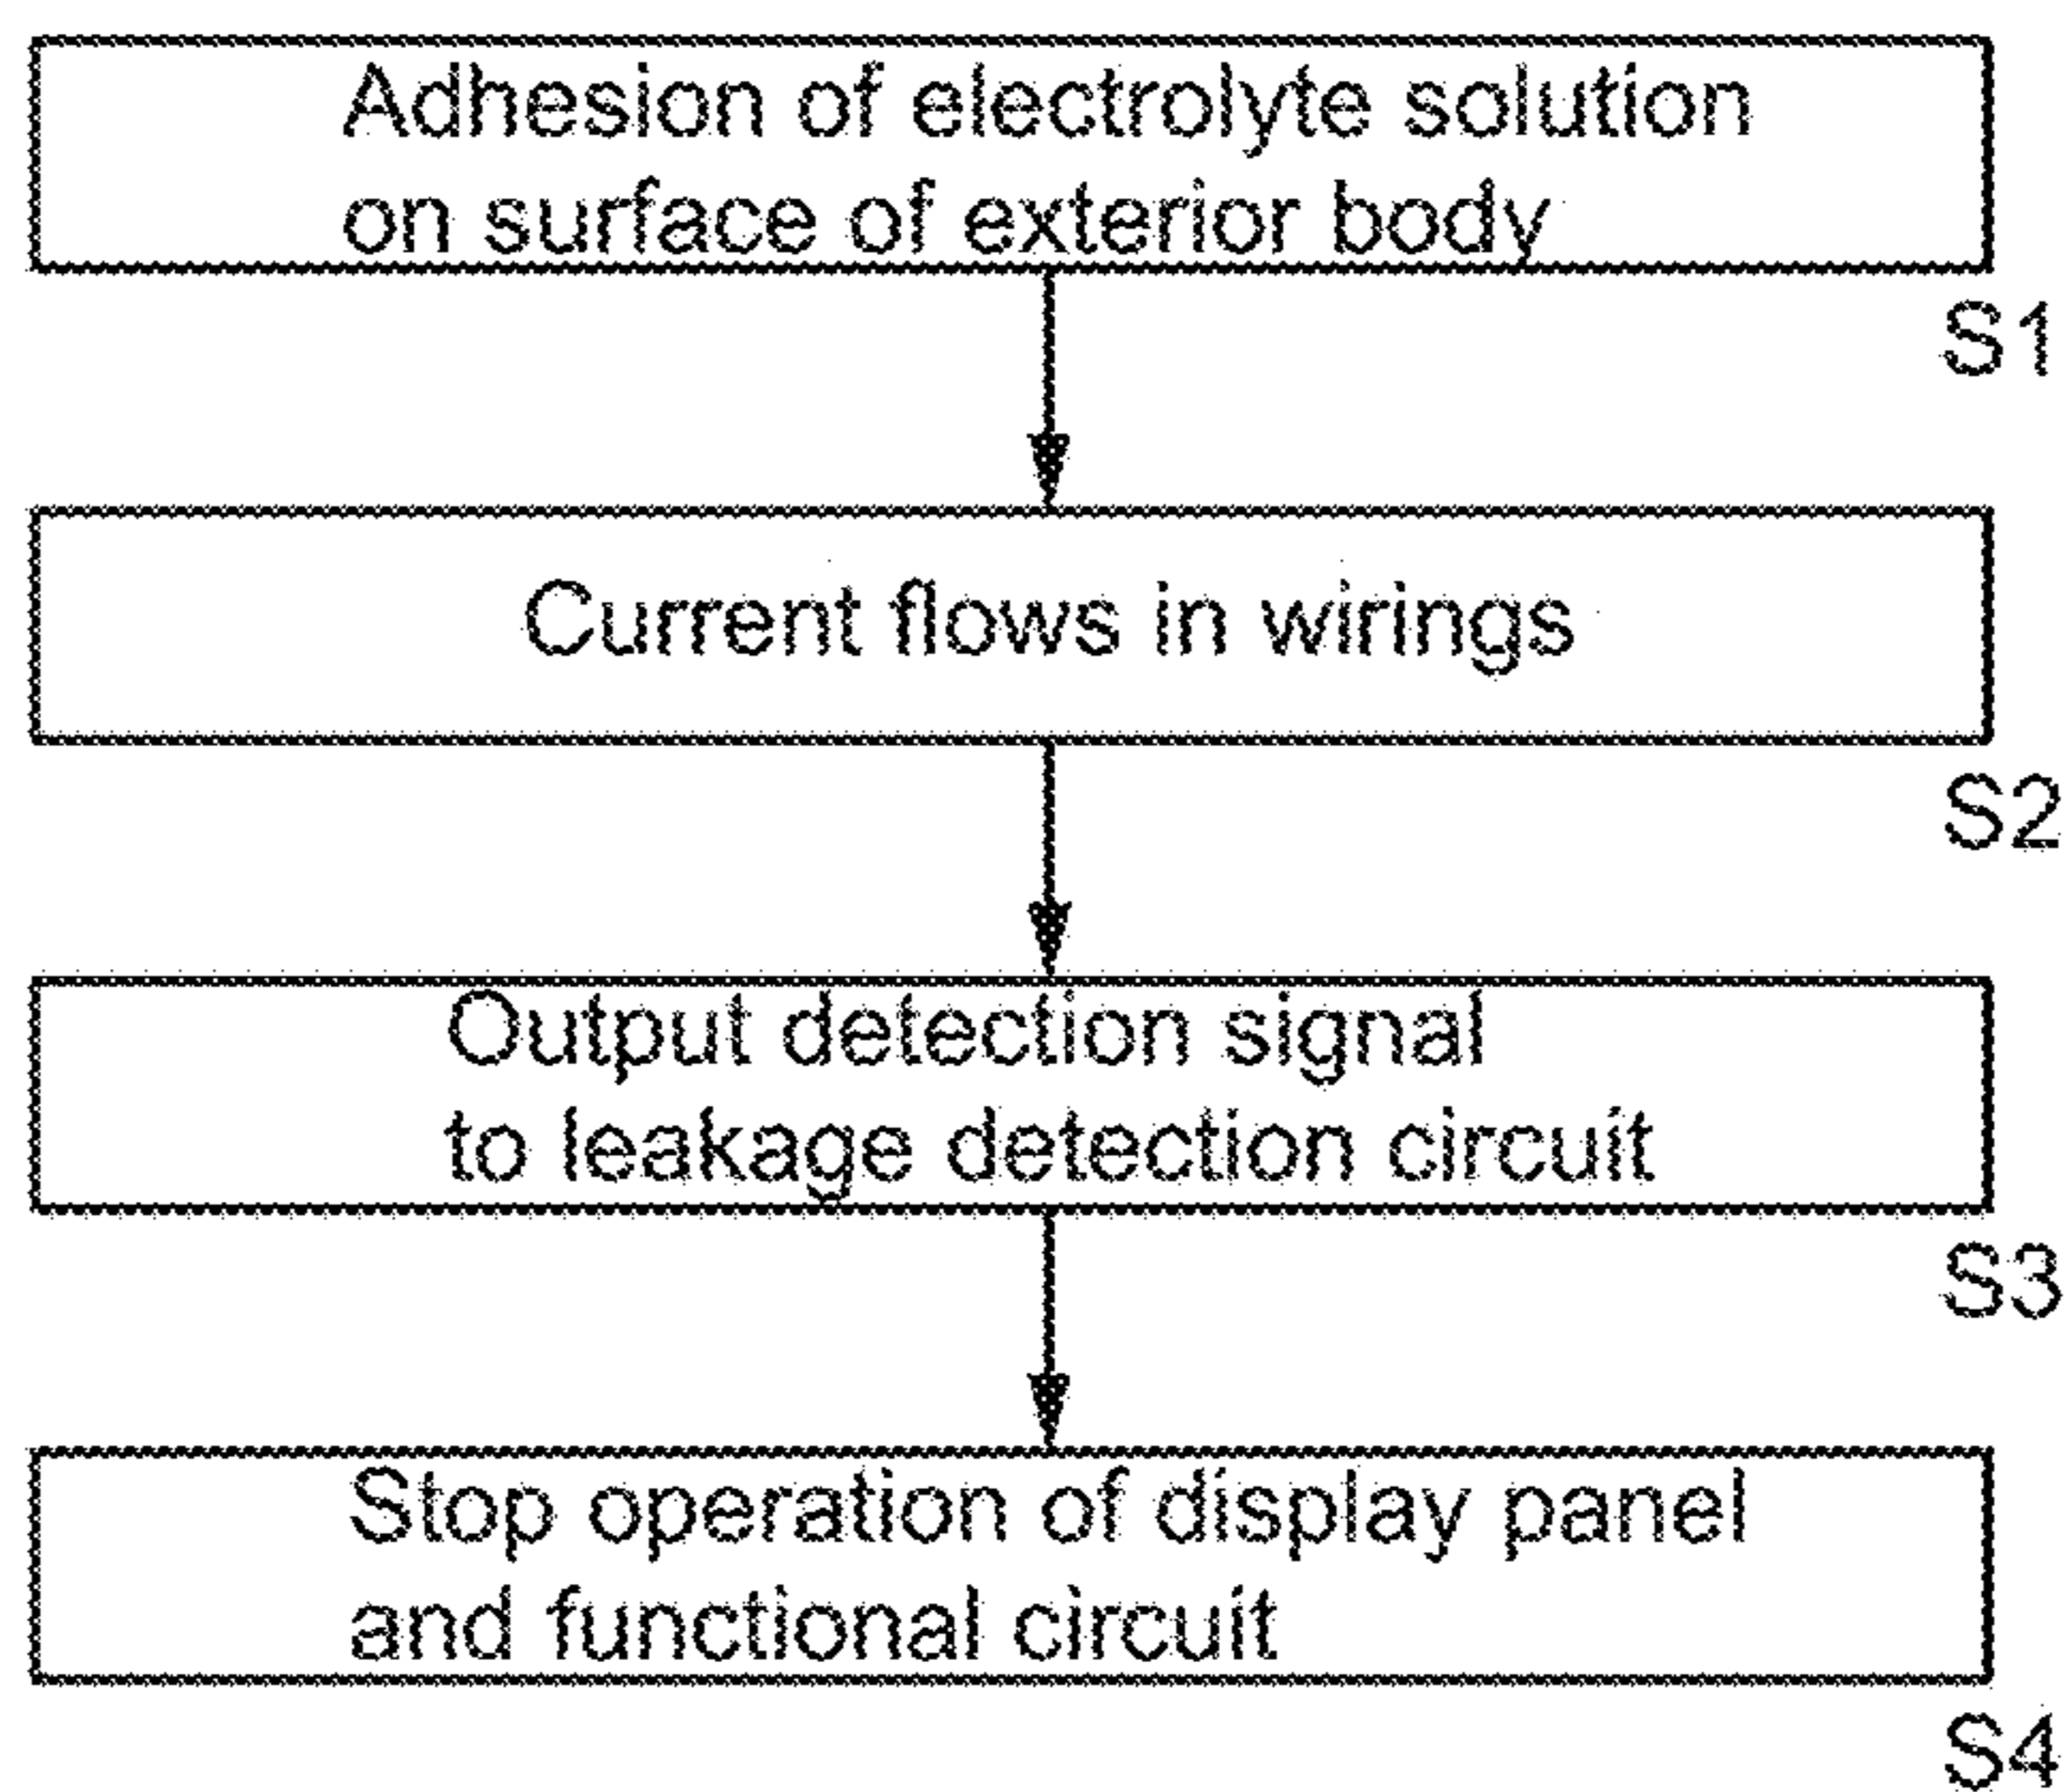 Adhesion of electrolyte solution
on surface of exterior body
S1
Current flows in wirings
S2
Output detection signal
to leakage detection circuit
S3
Stop operation of display panel
and functional circuit
S4